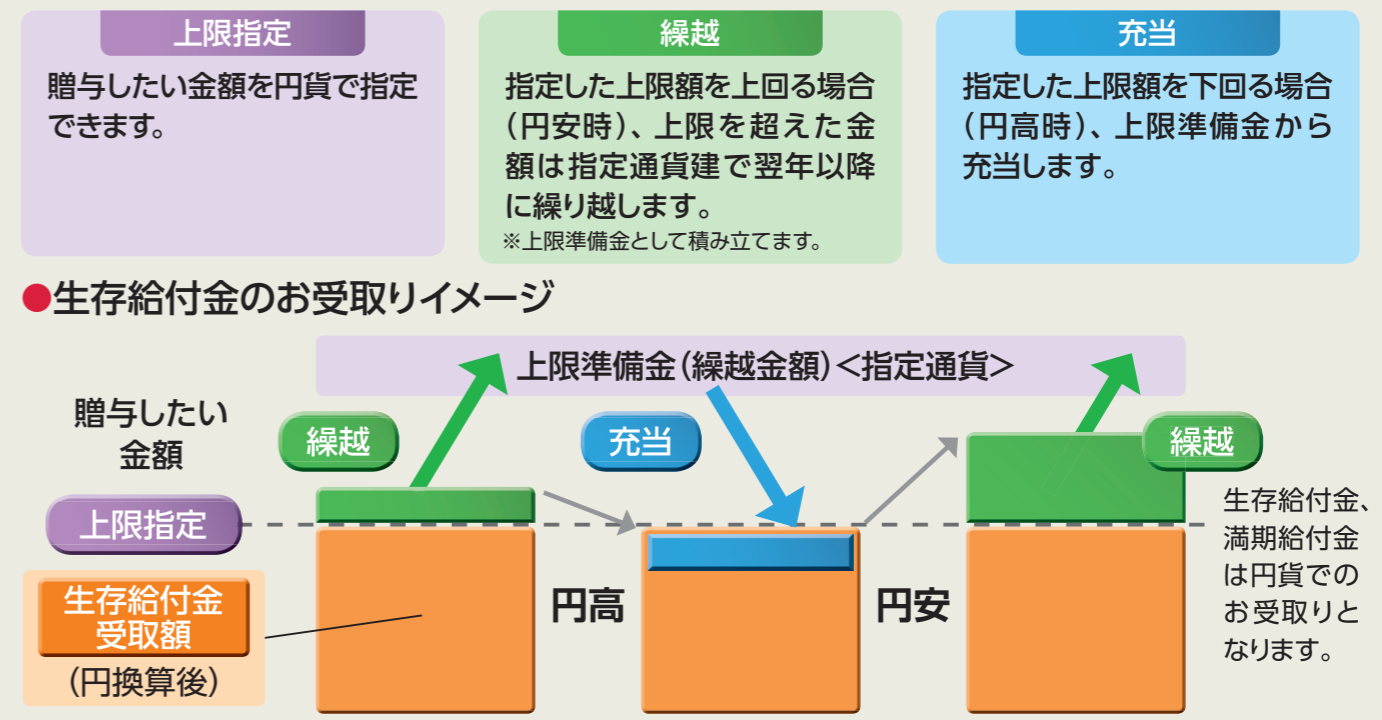 上限指定
贈与したい金額を円貨で指定
できます。
繰越
指定した上限額を上回る場合
(円安時)、上限を超えた金
額は指定通貨建で翌年以降
に繰り越します。
※上限準備金として積み立てます。
充当
指定した上限額を下回る場合
(円高時)、上限準備金から
充当します。
●生存給付金のお受取りイメージ
上限準備金(繰越金額)<指定通貨>
贈与したい
金額
繰越
充当
繰越
上限指定
生存給付金
受取額
(円換算後)
円高
円安
生存給付金、
満期給付金
は円貨での
お受取りと
なります。